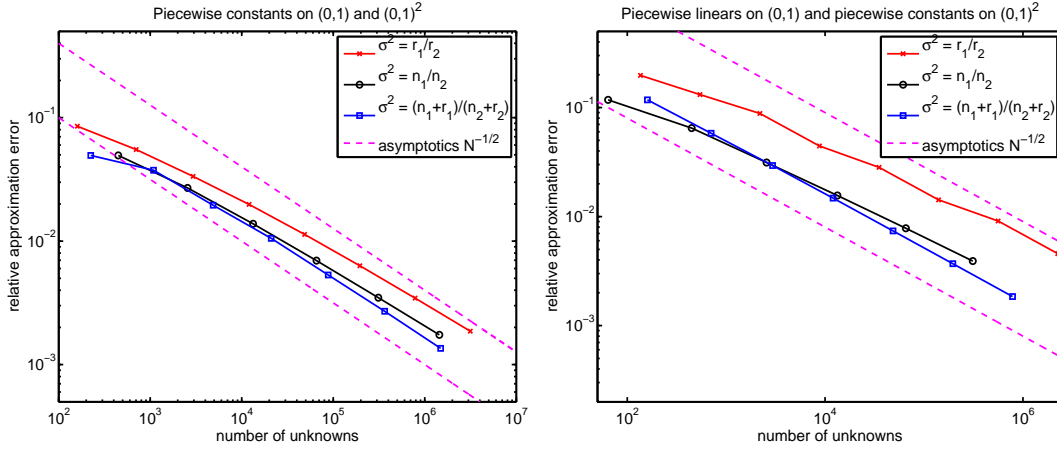 Piecewise constants on (0,1) and (0,1)²
σ² = r₁/r₂
σ² = n₁/n₂
σ² = (n₁+r₁)/(n₂+r₂)
asymptotics N⁻¹/²
relative approximation error
10⁻¹
10⁻²
10⁻³
10² 10³ 10⁴ 10⁵ 10⁶ 10⁷
number of unknowns
Piecewise linears on (0,1) and piecewise constants on (0,1)²
σ² = r₁/r₂
σ² = n₁/n₂
σ² = (n₁+r₁)/(n₂+r₂)
asymptotics N⁻¹/²
relative approximation error
10⁻¹
10⁻²
10⁻³
10² 10⁴ 10⁶
number of unknowns